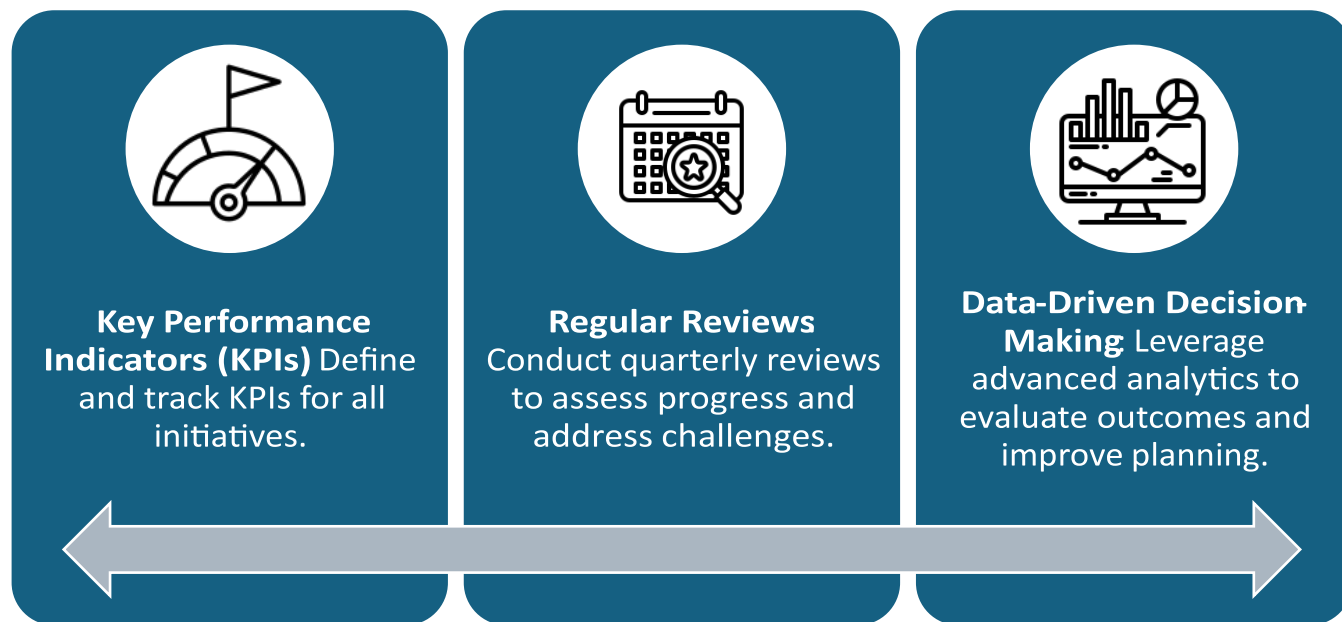 Key Performance
Indicators (KPIs) Define
and track KPIs for all
initiatives.
Regular Reviews
Conduct quarterly reviews
to assess progress and
address challenges.
Data-Driven Decision-
Making: Leverage
advanced analytics to
evaluate outcomes and
improve planning.